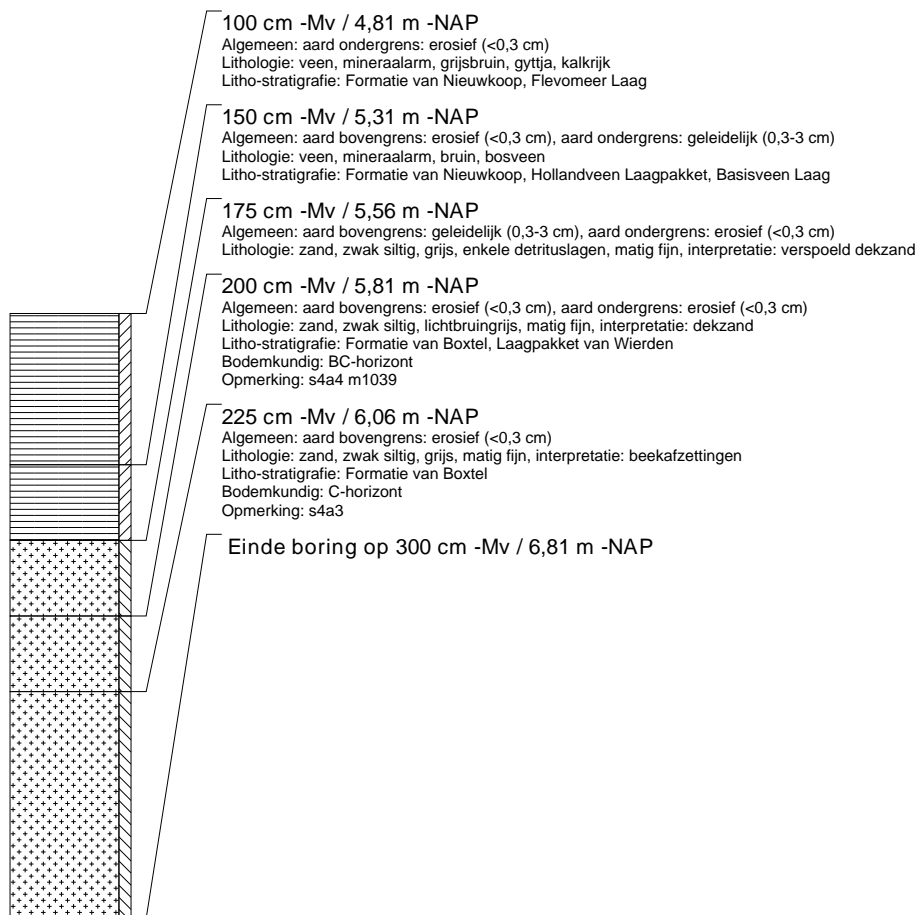 100 cm -Mv / 4,81 m -NAP
Algemeen: aard ondergrens: erosief (<0,3 cm)
Lithologie: veen, mineraalarm, grijsbruin, gyttja, kalkrijk
Litho-stratigrafie: Formatie van Nieuwkoop, Flevomeer Laag
150 cm -Mv / 5,31 m -NAP
Algemeen: aard bovengrens: erosief (<0,3 cm), aard ondergrens: geleidelijk (0,3-3 cm)
Lithologie: veen, mineraalarm, bruin, bosveen
Litho-stratigrafie: Formatie van Nieuwkoop, Hollandveen Laagpakket, Basisveen Laag
175 cm -Mv / 5,56 m -NAP
Algemeen: aard bovengrens: geleidelijk (0,3-3 cm), aard ondergrens: erosief (<0,3 cm)
Lithologie: zand, zwak siltig, grijs, enkele detrituslagen, matig fijn, interpretatie: verspoeld dekzand
200 cm -Mv / 5,81 m -NAP
Algemeen: aard bovengrens: erosief (<0,3 cm), aard ondergrens: erosief (<0,3 cm)
Lithologie: zand, zwak siltig, lichtbruingrijs, matig fijn, interpretatie: dekzand
Litho-stratigrafie: Formatie van Boxtel, Laagpakket van Wierden
Bodemkundig: BC-horizont
Opmerking: s4a4 m1039
225 cm -Mv / 6,06 m -NAP
Algemeen: aard bovengrens: erosief (<0,3 cm)
Lithologie: zand, zwak siltig, grijs, matig fijn, interpretatie: beekafzettingen
Litho-stratigrafie: Formatie van Boxtel
Bodemkundig: C-horizont
Opmerking: s4a3
Einde boring op 300 cm -Mv / 6,81 m -NAP